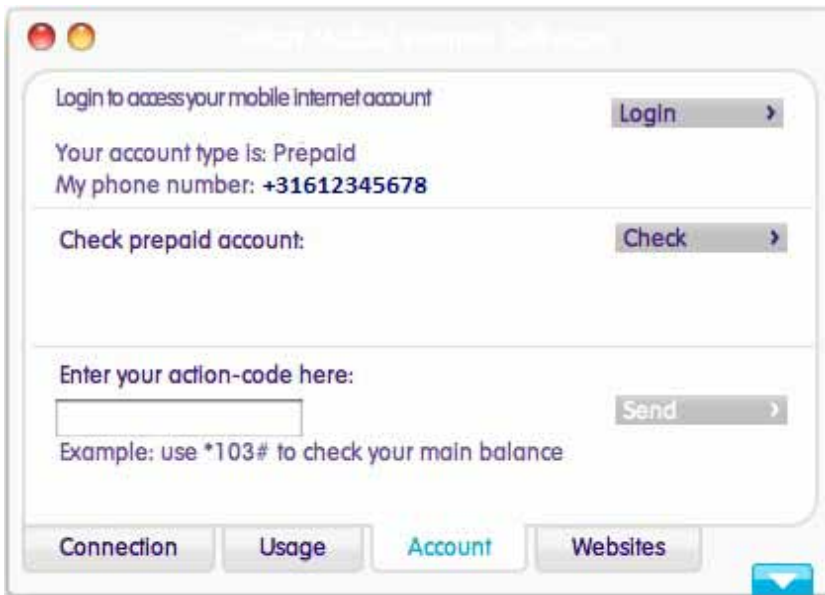 Login to access your mobile internet account
Login
Your account type is: Prepaid
My phone number: +31612345678
Check prepaid account:
Check
Enter your action-code here:
Send
Example: use *103# to check your main balance
Connection
Usage
Account
Websites